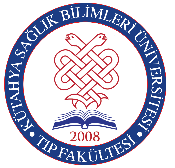 KÜTAHYA SAĞLIK BİLİMLERİ ÜNİVERSİTESİ
2008
• TIP FAKÜLTESİ •